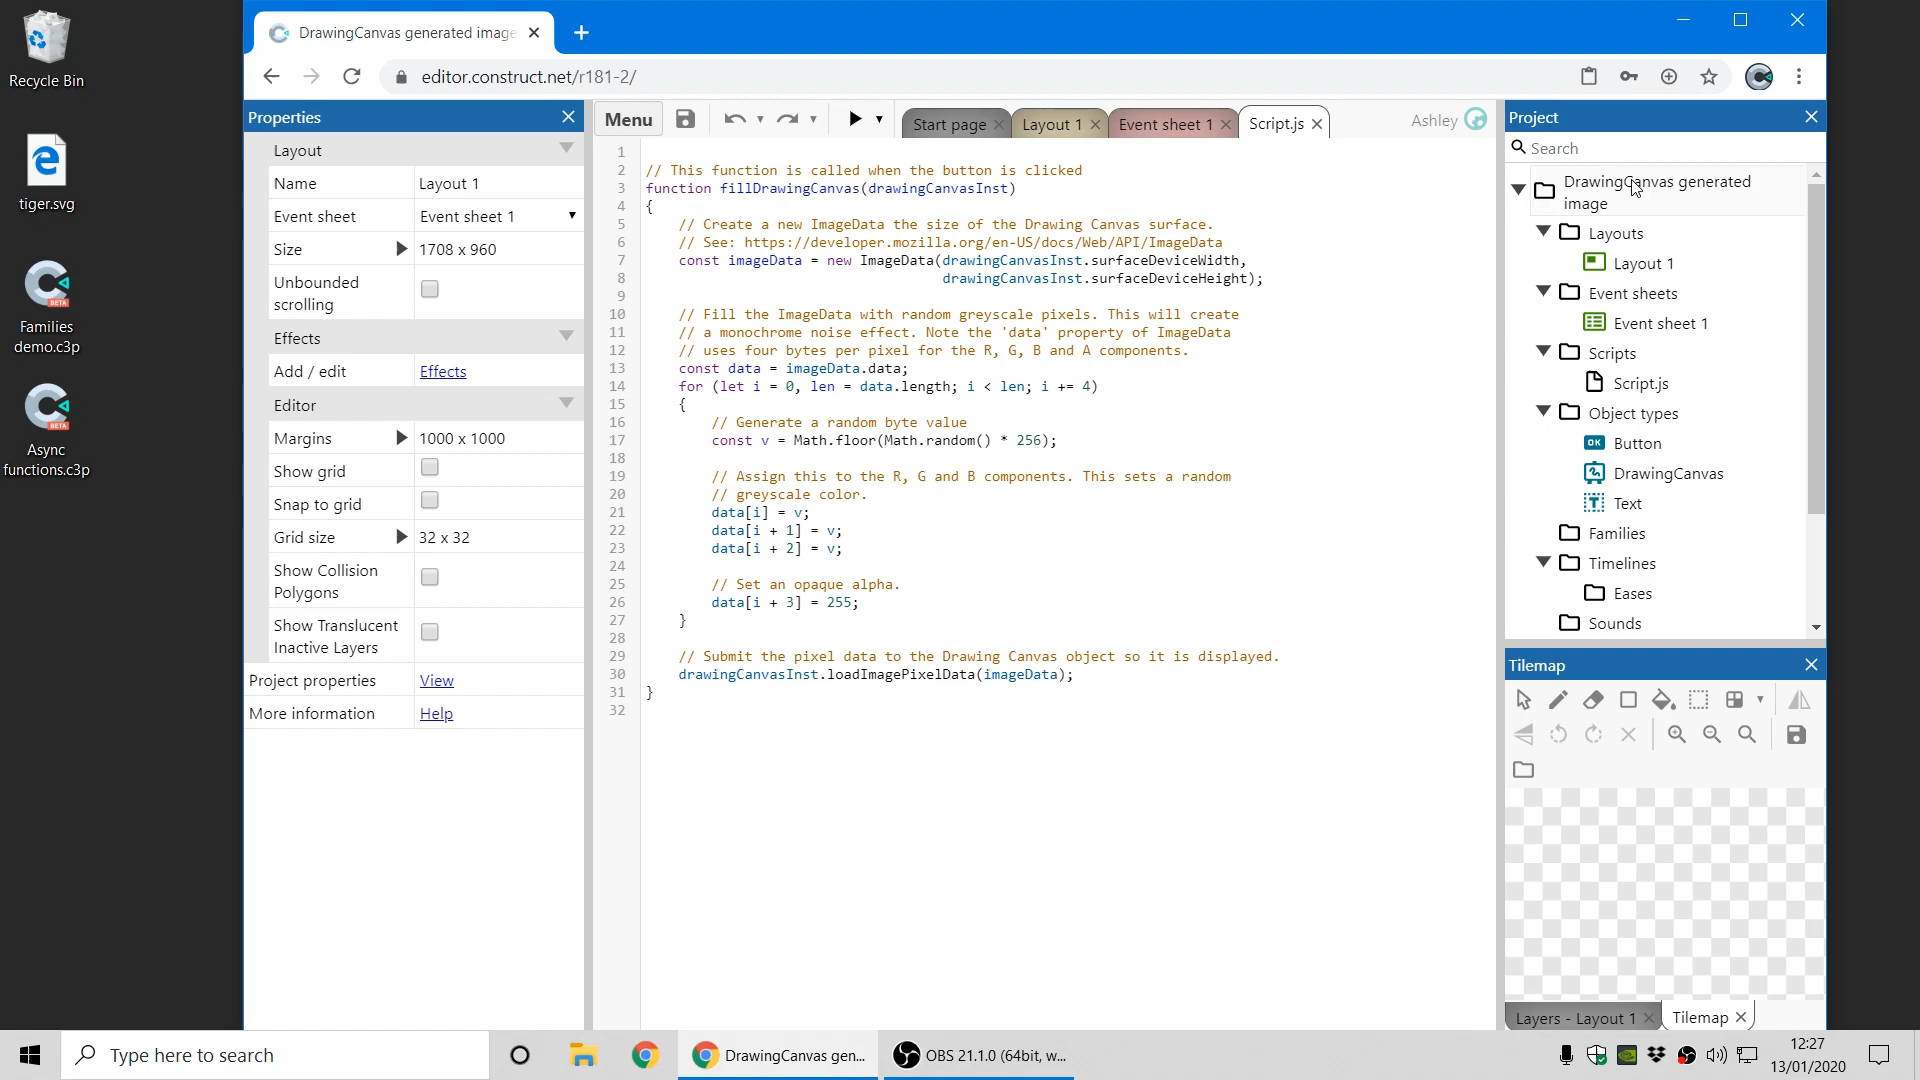 Recycle Bin
tiger.svg
Families
demo.c3p
Async
functions.c3p
DrawingCanvas generated image
editor.construct.net/r181-2/
Properties
Layout
Name
Layout 1
Event sheet
Event sheet 1
Size
1708 x 960
Unbounded
scrolling
Effects
Add / edit
Effects
Editor
Margins
1000 x 1000
Show grid
Snap to grid
Grid size
32 x 32
Show Collision
Polygons
Show Translucent
Inactive Layers
Project properties
View
More information
Help
Menu
Start page
Layout 1
Event sheet 1
Script.js
Ashley
1
2 // This function is called when the button is clicked
3 function fillDrawingCanvas(drawingCanvasInst)
4 {
5 // Create a new ImageData the size of the Drawing Canvas surface.
6 // See: https://developer.mozilla.org/en-US/docs/Web/API/ImageData
7 const imageData = new ImageData(drawingCanvasInst.surfaceDeviceWidth,
8 drawingCanvasInst.surfaceDeviceHeight);
9
10 // Fill the ImageData with random greyscale pixels. This will create
11 // a monochrome noise effect. Note the 'data' property of ImageData
12 // uses four bytes per pixel for the R, G, B and A components.
13 const data = imageData.data;
14 for (let i = 0, len = data.length; i < len; i += 4)
15 {
16 // Generate a random byte value
17 const v = Math.floor(Math.random() * 256);
18
19 // Assign this to the R, G and B components. This sets a random
20 // greyscale color.
21 data[i] = v;
22 data[i + 1] = v;
23 data[i + 2] = v;
24
25 // Set an opaque alpha.
26 data[i + 3] = 255;
27 }
28
29 // Submit the pixel data to the Drawing Canvas object so it is displayed.
30 drawingCanvasInst.loadImagePixelData(imageData);
31 }
32
Project
Search
DrawingCanvas generated
image
Layouts
Layout 1
Event sheets
Event sheet 1
Scripts
Script.js
Object types
OK
Button
DrawingCanvas
T
Text
Families
Timelines
Eases
Sounds
Tilemap
Layers - Layout 1
Tilemap
Type here to search
DrawingCanvas gen...
OBS 21.1.0 (64bit, w...
12:27
13/01/2020